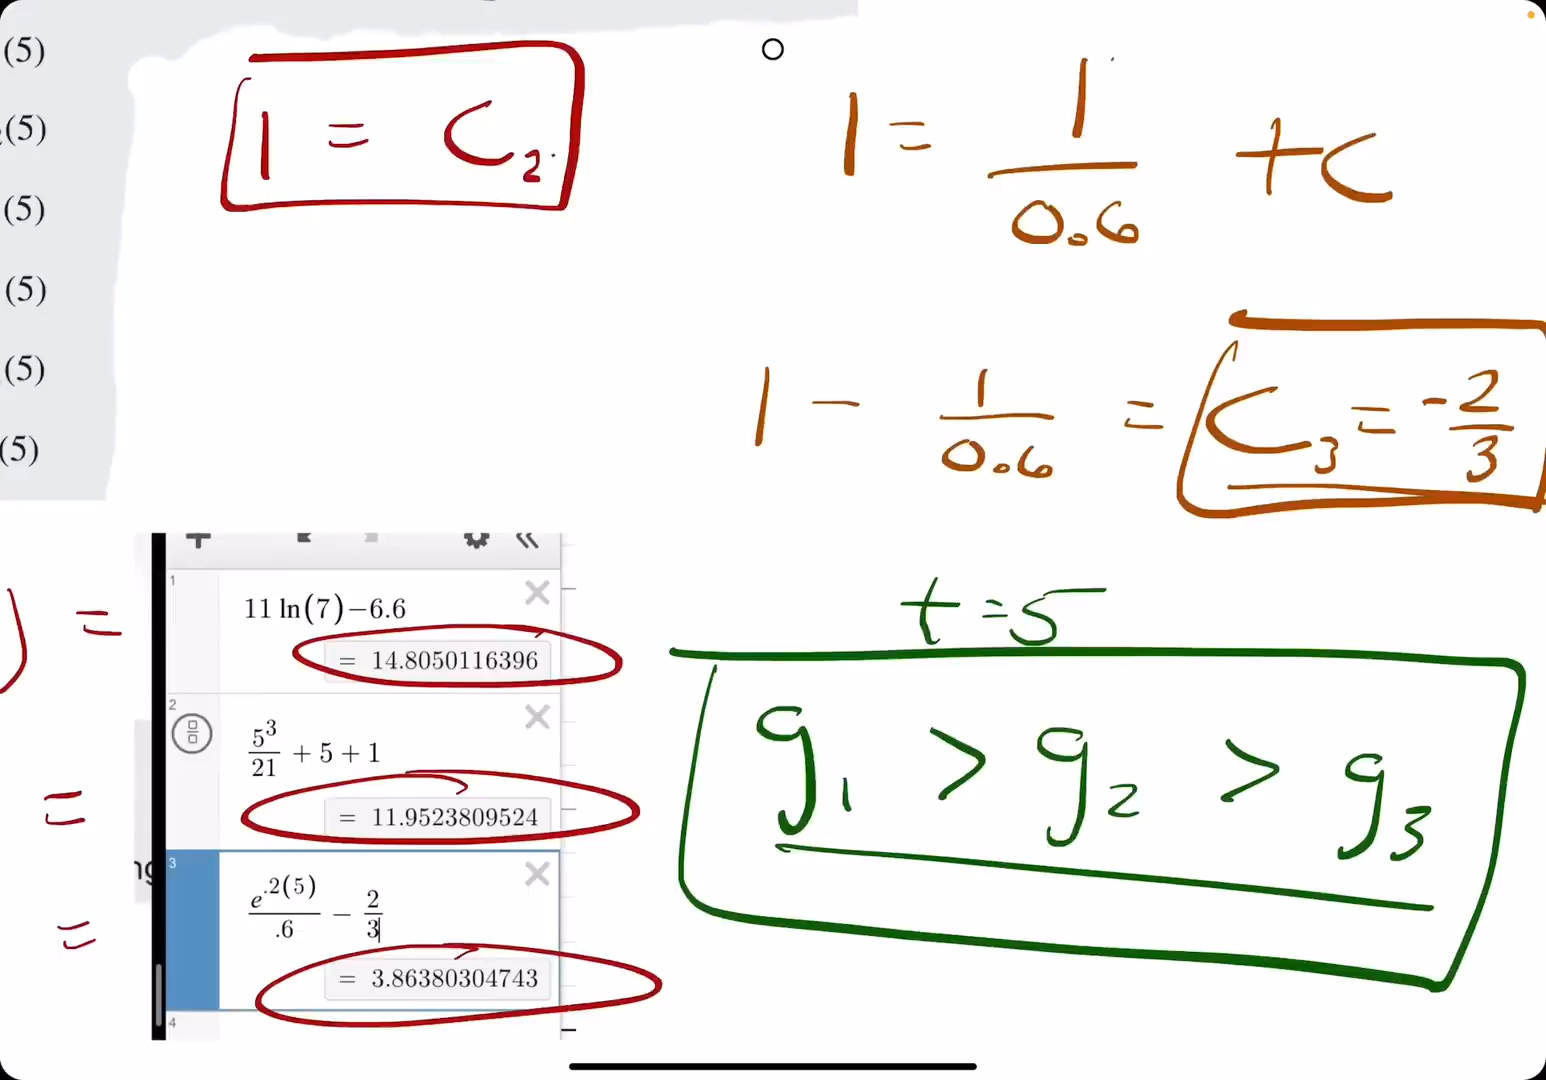 (5)
(5)
(5)
(5)
(5)
(5)
1 = C₂
1 = 1/0.6 + C
1 - 1/0.6 = C₃ = -2/3
) =
=
=
1
11 ln(7)−6.6
= 14.8050116396
2
5³/21 + 5 + 1
= 11.9523809524
3
e^.2(5)/.6 − 2/3
= 3.86380304743
4
t = 5
g₁ > g₂ > g₃